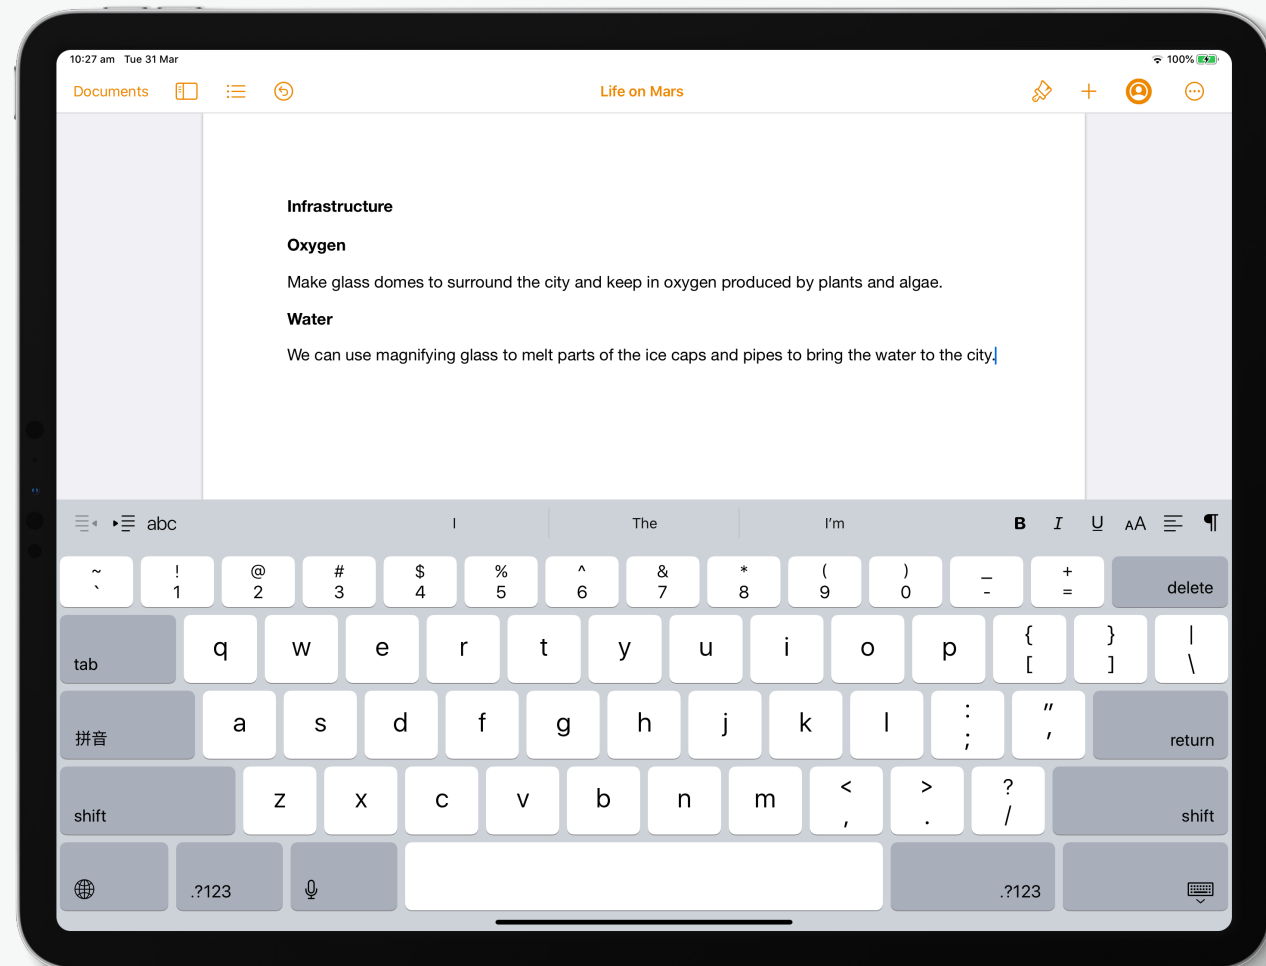 10:27 am Tue 31 Mar 100%
Documents Life on Mars
Infrastructure
Oxygen
Make glass domes to surround the city and keep in oxygen produced by plants and algae.
Water
We can use magnifying glass to melt parts of the ice caps and pipes to bring the water to the city.
abc I The I'm B I U AA ¶
~ ! @ # $ % ^ & * ( ) _ +
` 1 2 3 4 5 6 7 8 9 0 - = delete
tab q w e r t y u i o p { [ } ] | \
拼音 a s d f g h j k l : ; " ' return
shift z x c v b n m < , > . ? / shift
.?123 .?123